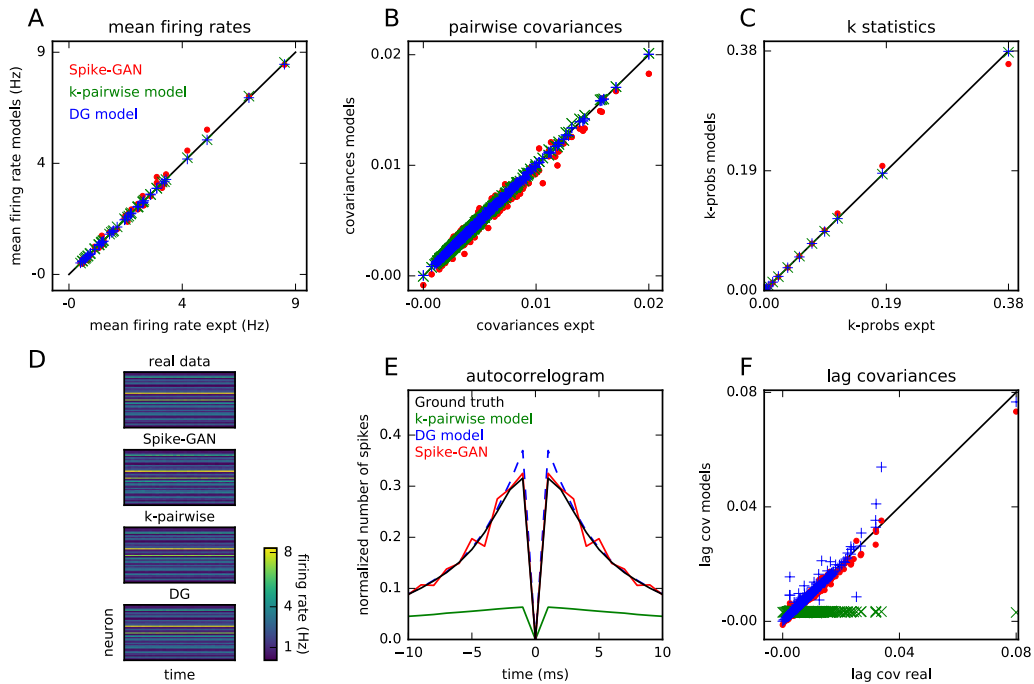 A
mean firing rates
mean firing rate models (Hz)
9
4
-0
Spike-GAN
k-pairwise model
DG model
-0
4
9
mean firing rate expt (Hz)
B
pairwise covariances
covariances models
0.02
0.01
-0.00
-0.00
0.01
0.02
covariances expt
C
k statistics
k-probs models
0.38
0.19
0.00
0.00
0.19
0.38
k-probs expt
D
real data
Spike-GAN
k-pairwise
DG
neuron
time
8
4
1
firing rate (Hz)
E
autocorrelogram
normalized number of spikes
Ground truth
k-pairwise model
DG model
Spike-GAN
0.4
0.3
0.2
0.1
0.0
-10
-5
0
5
10
time (ms)
F
lag covariances
lag cov models
0.08
0.04
-0.00
-0.00
0.04
0.08
lag cov real